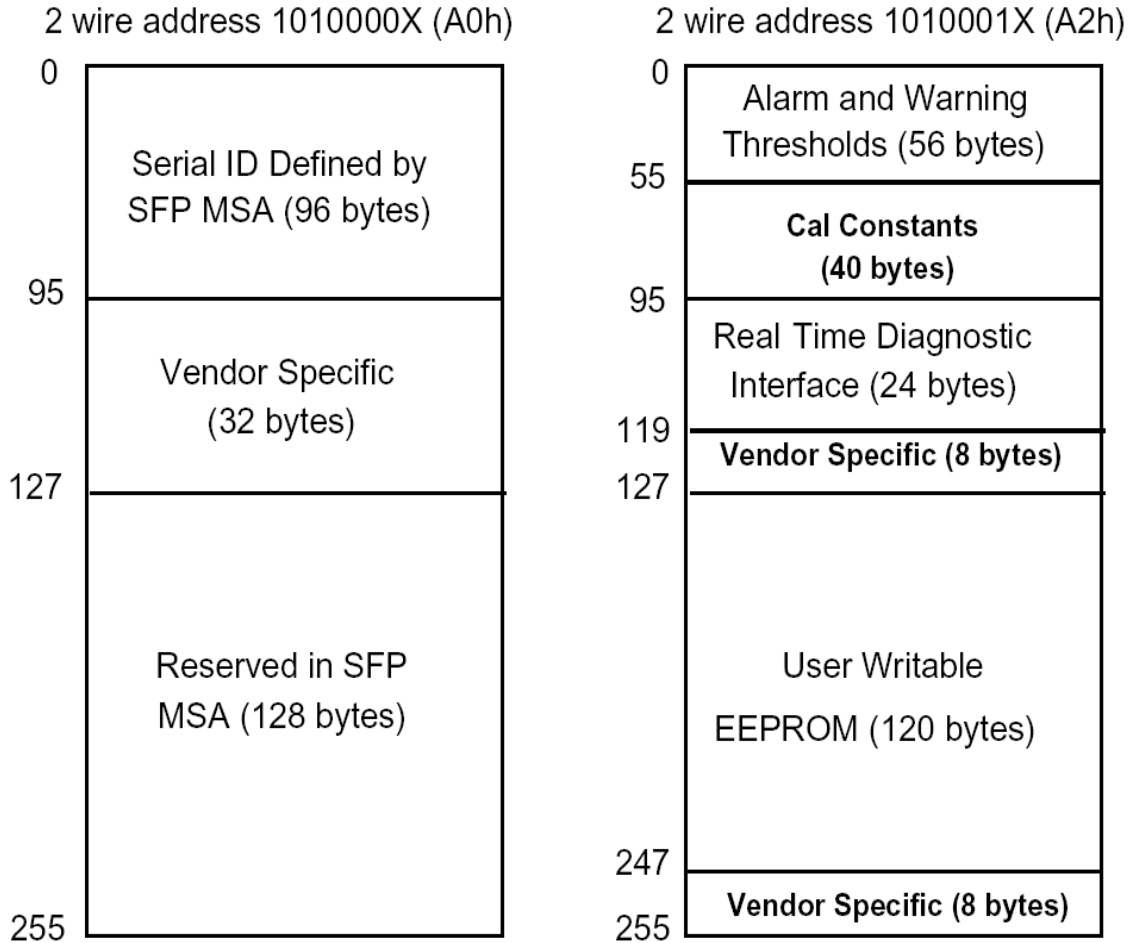 2 wire address 1010000X (A0h)
0
Serial ID Defined by
SFP MSA (96 bytes)
95
Vendor Specific
(32 bytes)
127
Reserved in SFP
MSA (128 bytes)
255
2 wire address 1010001X (A2h)
0
Alarm and Warning
Thresholds (56 bytes)
55
Cal Constants
(40 bytes)
95
Real Time Diagnostic
Interface (24 bytes)
119
Vendor Specific (8 bytes)
127
User Writable
EEPROM (120 bytes)
247
Vendor Specific (8 bytes)
255